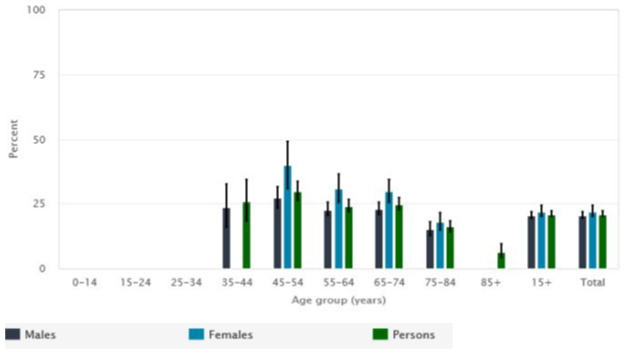 100
75
50
25
0
Percent
0-14 15-24 25-34 35-44 45-54 55-64 65-74 75-84 85+ 15+ Total
Age group (years)
Males Females Persons